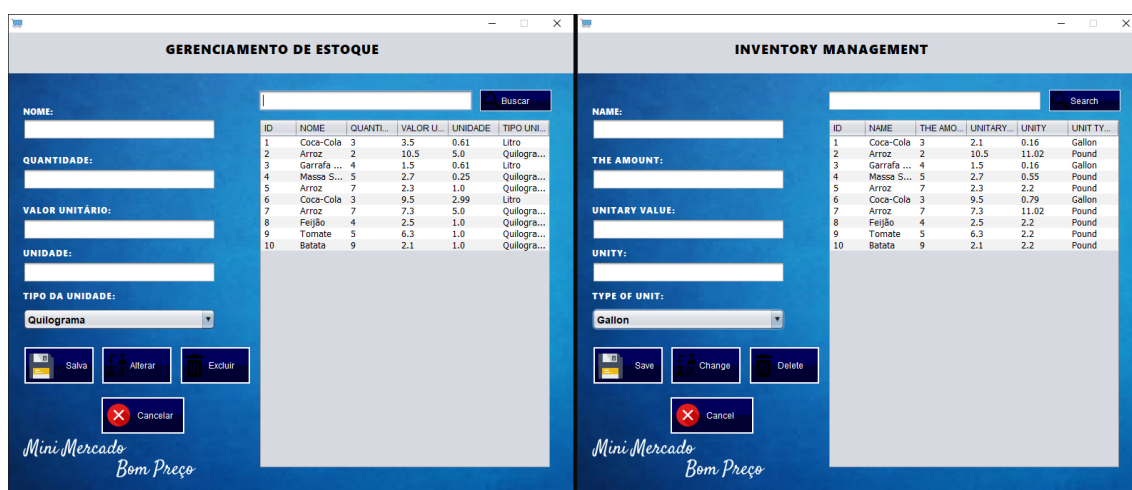 GERENCIAMENTO DE ESTOQUE
Buscar
NOME:
QUANTIDADE:
VALOR UNITÁRIO:
UNIDADE:
TIPO DA UNIDADE:
Quilograma
Salva Alterar Excluir
Cancelar
Mini Mercado
Bom Preço
ID NOME QUANTI... VALOR U... UNIDADE TIPO UNI...
1 Coca-Cola 3 3.5 0.61 Litro
2 Arroz 2 10.5 5.0 Quilogra...
3 Garrafa ... 4 1.5 0.61 Litro
4 Massa S... 5 2.7 0.25 Quilogra...
5 Arroz 7 2.3 1.0 Quilogra...
6 Coca-Cola 3 9.5 2.99 Litro
7 Arroz 7 7.3 5.0 Quilogra...
8 Feijão 4 2.5 1.0 Quilogra...
9 Tomate 5 6.3 1.0 Quilogra...
10 Batata 9 2.1 1.0 Quilogra...
INVENTORY MANAGEMENT
Search
NAME:
THE AMOUNT:
UNITARY VALUE:
UNITY:
TYPE OF UNIT:
Gallon
Save Change Delete
Cancel
Mini Mercado
Bom Preço
ID NAME THE AMO... UNITARY... UNITY UNIT TY...
1 Coca-Cola 3 2.1 0.16 Gallon
2 Arroz 2 10.5 11.02 Pound
3 Garrafa ... 4 1.5 0.16 Gallon
4 Massa S... 5 2.7 0.55 Pound
5 Arroz 7 2.3 2.2 Pound
6 Coca-Cola 3 9.5 0.79 Gallon
7 Arroz 7 7.3 11.02 Pound
8 Feijão 4 2.5 2.2 Pound
9 Tomate 5 6.3 2.2 Pound
10 Batata 9 2.1 2.2 Pound